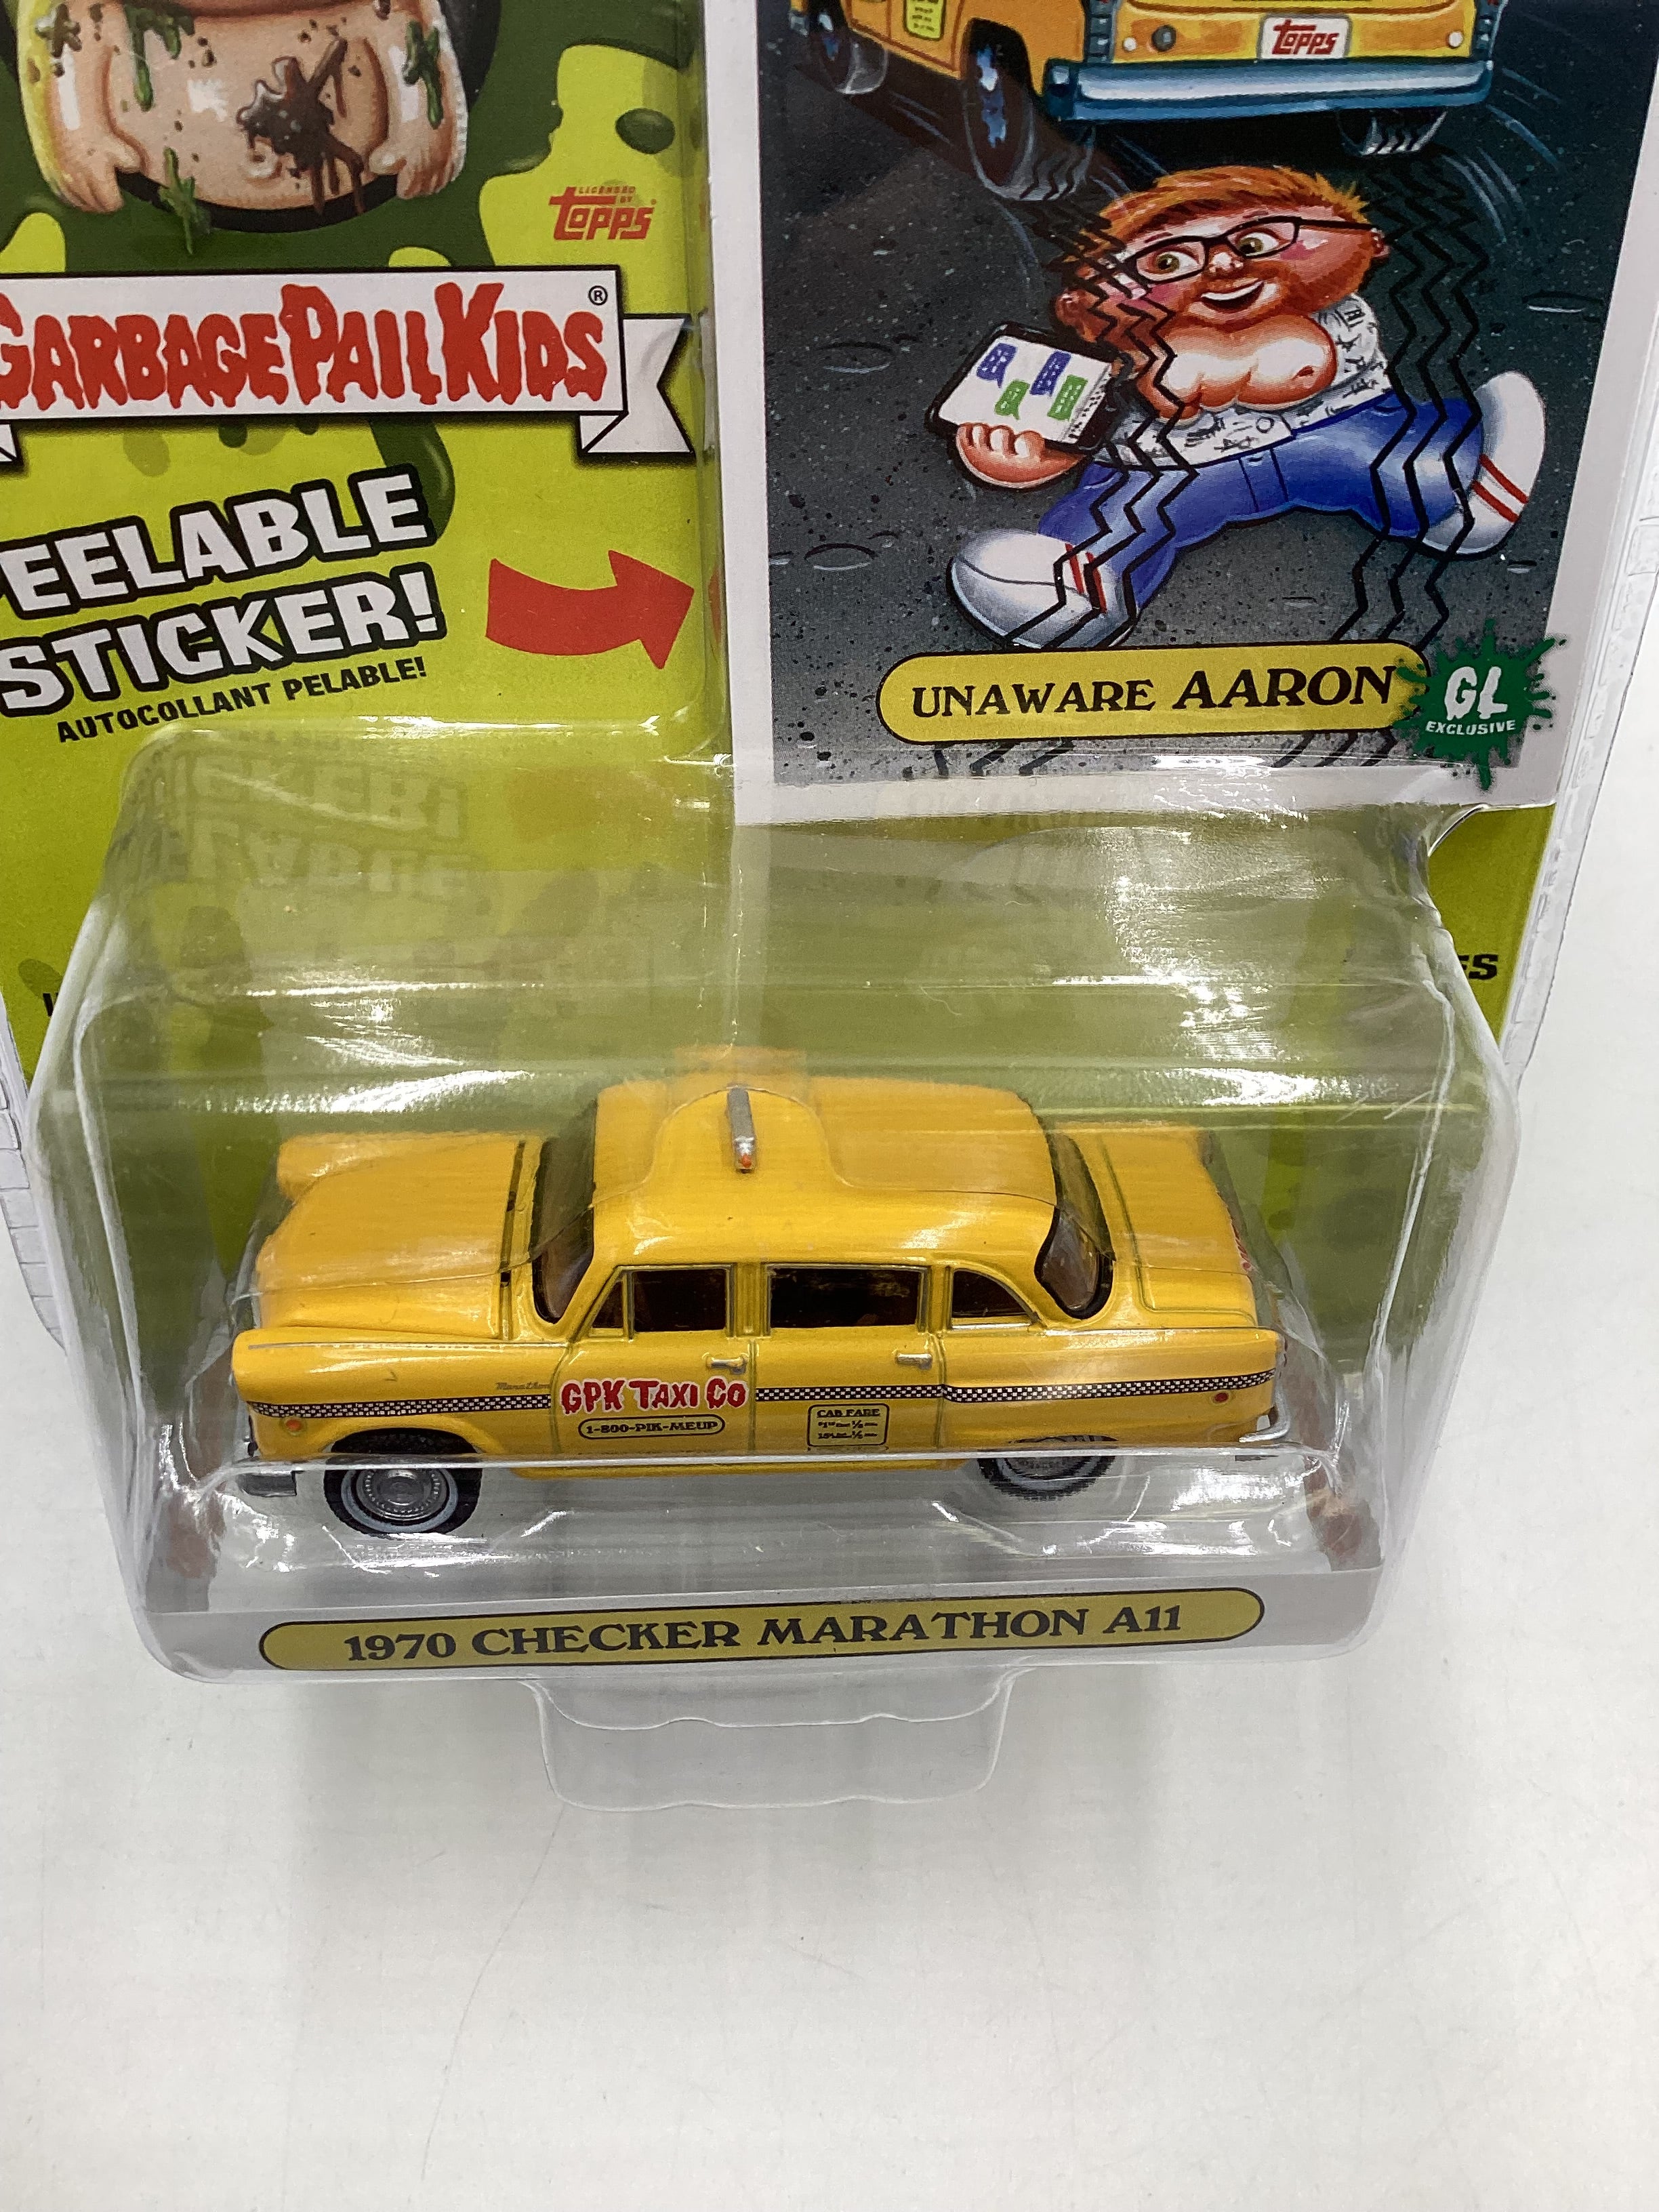 Topps
LICENSED
BY
Topps
GARBAGE PAIL KIDS®
PEELABLE
STICKER!
AUTOCOLLANT PELABLE!
UNAWARE AARON
GL
EXCLUSIVE
Marathon
GPK TAXI CO
1-800-PIK-MEUP
CAB FARE
1970 CHECKER MARATHON A11